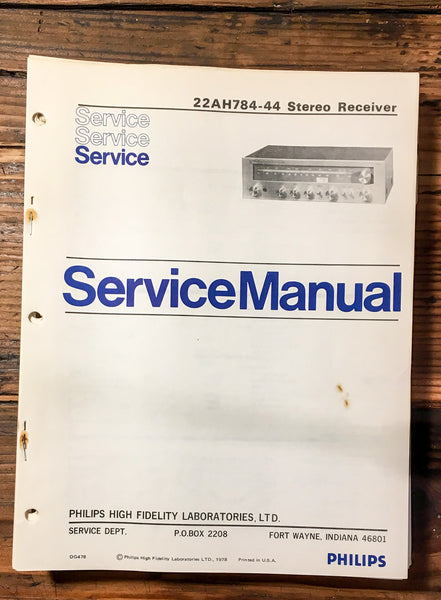 22AH784-44 Stereo Receiver
Service
Service
Service
ServiceManual
PHILIPS HIGH FIDELITY LABORATORIES, LTD.
SERVICE DEPT. P.O.BOX 2208 FORT WAYNE, INDIANA 46801
DG478 © Philips High Fidelity Laboratories LTD., 1978 Printed in U.S.A. PHILIPS